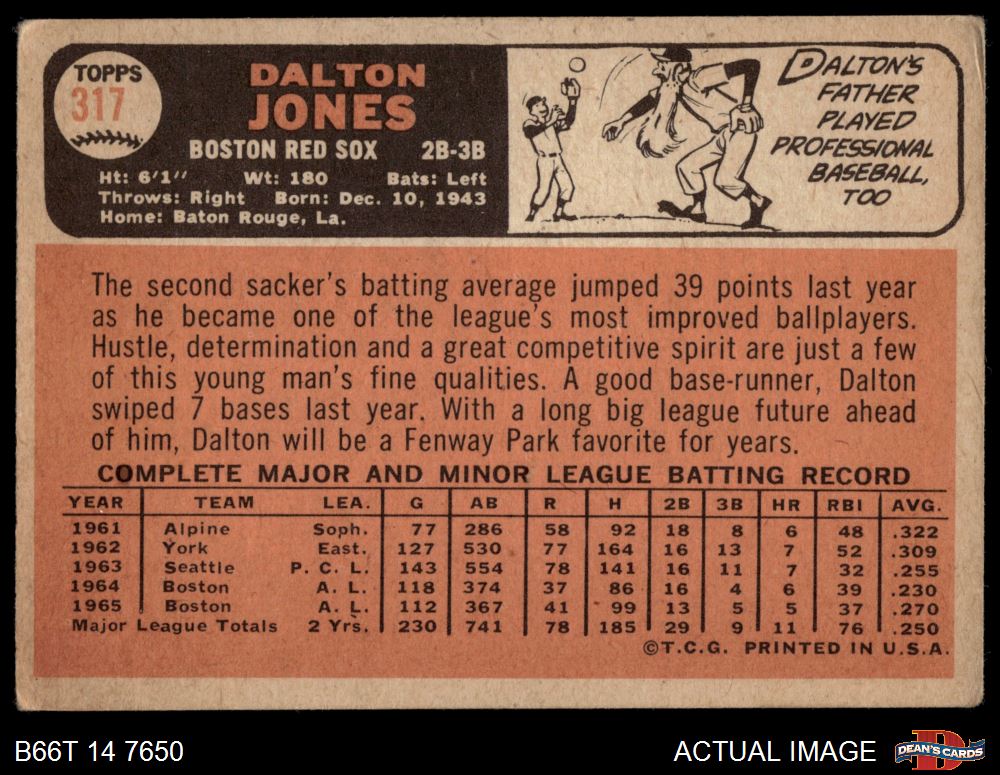 TOPPS
317
DALTON
JONES
BOSTON RED SOX 2B-3B
Ht: 6'1" Wt: 180 Bats: Left
Throws: Right Born: Dec. 10, 1943
Home: Baton Rouge, La.
DALTON'S
FATHER
PLAYED
PROFESSIONAL
BASEBALL,
TOO
The second sacker's batting average jumped 39 points last year
as he became one of the league's most improved ballplayers.
Hustle, determination and a great competitive spirit are just a few
of this young man's fine qualities. A good base-runner, Dalton
swiped 7 bases last year. With a long big league future ahead
of him, Dalton will be a Fenway Park favorite for years.
COMPLETE MAJOR AND MINOR LEAGUE BATTING RECORD
YEAR TEAM LEA. G AB R H 2B 3B HR RBI AVG.
1961 Alpine Soph. 77 286 58 92 18 8 6 48 .322
1962 York East. 127 530 77 164 16 13 7 52 .309
1963 Seattle P. C. L. 143 554 78 141 16 11 7 32 .255
1964 Boston A. L. 118 374 37 86 16 4 6 39 .230
1965 Boston A. L. 112 367 41 99 13 5 5 37 .270
Major League Totals 2 Yrs. 230 741 78 185 29 9 11 76 .250
©T.C.G. PRINTED IN U.S.A.
B66T 14 7650
ACTUAL IMAGE
DEAN'S CARDS